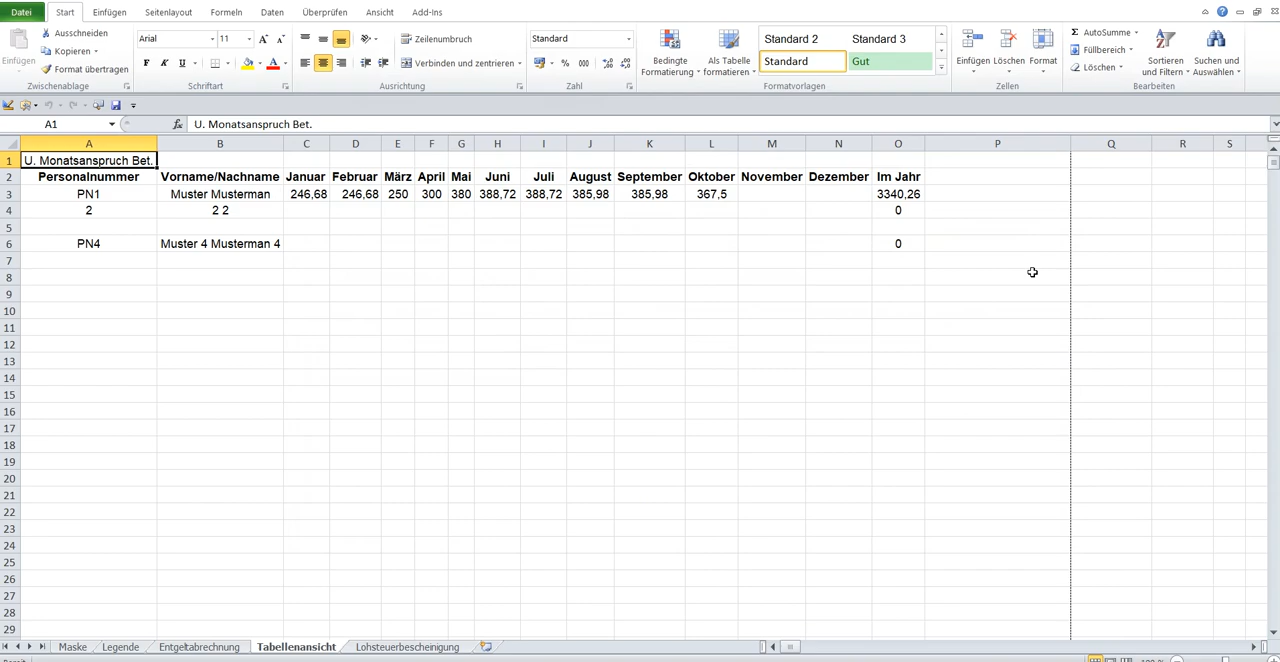 Datei Start Einfügen Seitenlayout Formeln Daten Überprüfen Ansicht Add-Ins
Einfügen
Ausschneiden
Kopieren
Format übertragen
Zwischenablage
Arial 11
F K U
Schriftart
Zeilenumbruch
Verbinden und zentrieren
Ausrichtung
Standard
% 000
Zahl
Bedingte Formatierung
Als Tabelle formatieren
Standard 2 Standard 3
Standard Gut
Formatvorlagen
Einfügen Löschen Format
Zellen
Σ AutoSumme
Füllbereich
Löschen
Sortieren und Filtern
Suchen und Auswählen
Bearbeiten
A1 fx U. Monatsanspruch Bet.
A B C D E F G H I J K L M N O P Q R S
1 U. Monatsanspruch Bet.
2 Personalnummer Vorname/Nachname Januar Februar März April Mai Juni Juli August September Oktober November Dezember Im Jahr
3 PN1 Muster Musterman 246,68 246,68 250 300 380 388,72 388,72 385,98 385,98 367,5 3340,26
4 2 2 2 0
5
6 PN4 Muster 4 Musterman 4 0
7
8
9
10
11
12
13
14
15
16
17
18
19
20
21
22
23
24
25
26
27
28
29
Maske Legende Entgeltabrechnung Tabellenansicht Lohsteuerbescheinigung